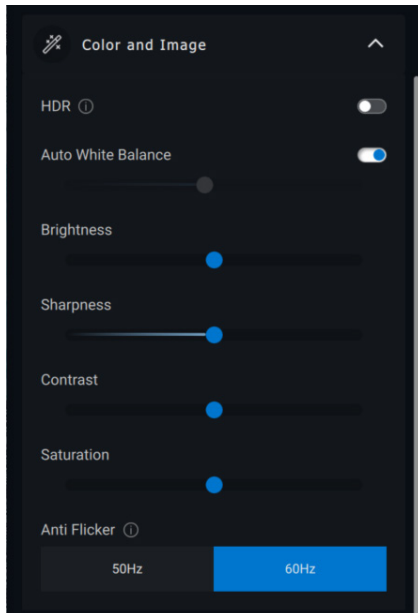 Color and Image
HDR
Auto White Balance
Brightness
Sharpness
Contrast
Saturation
Anti Flicker
50Hz 60Hz